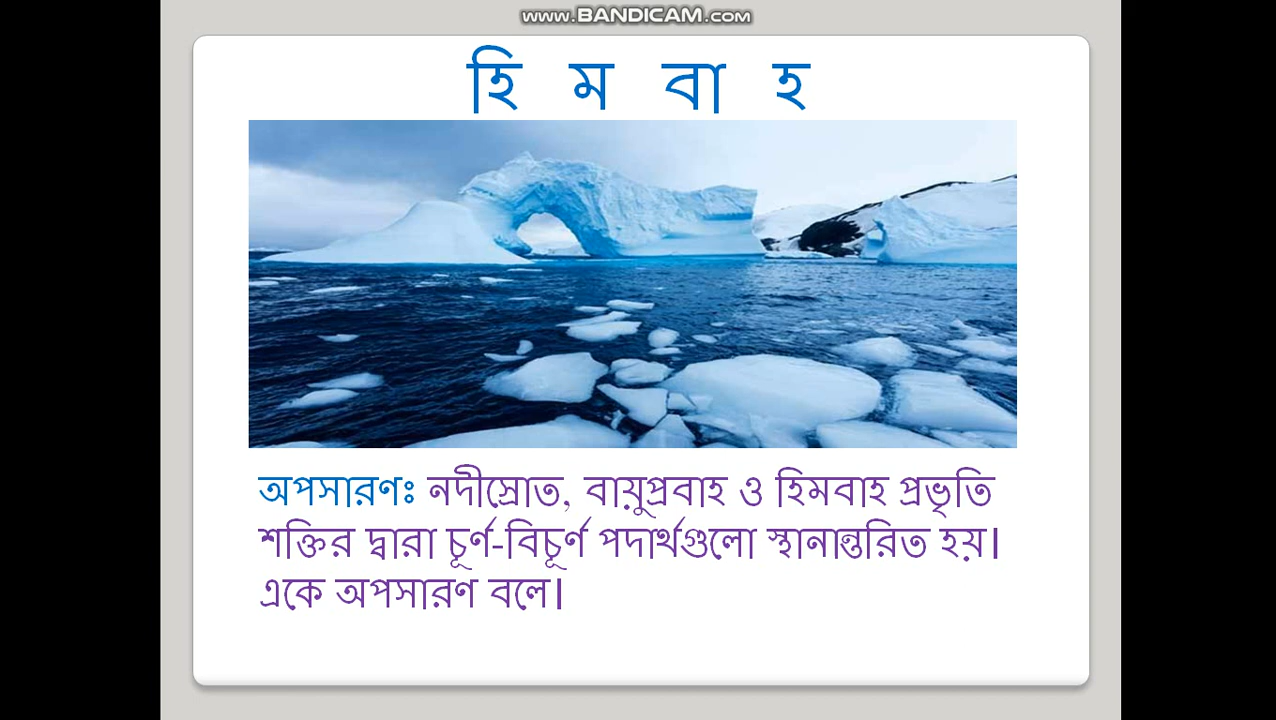 www.BANDICAM.com
হি ম বা হ
অপসারণঃ নদীস্রোত, বায়ুপ্রবাহ ও হিমবাহ প্রভৃতি
শক্তির দ্বারা চূর্ণ-বিচূর্ণ পদার্থগুলো স্থানান্তরিত হয়।
একে অপসারণ বলে।